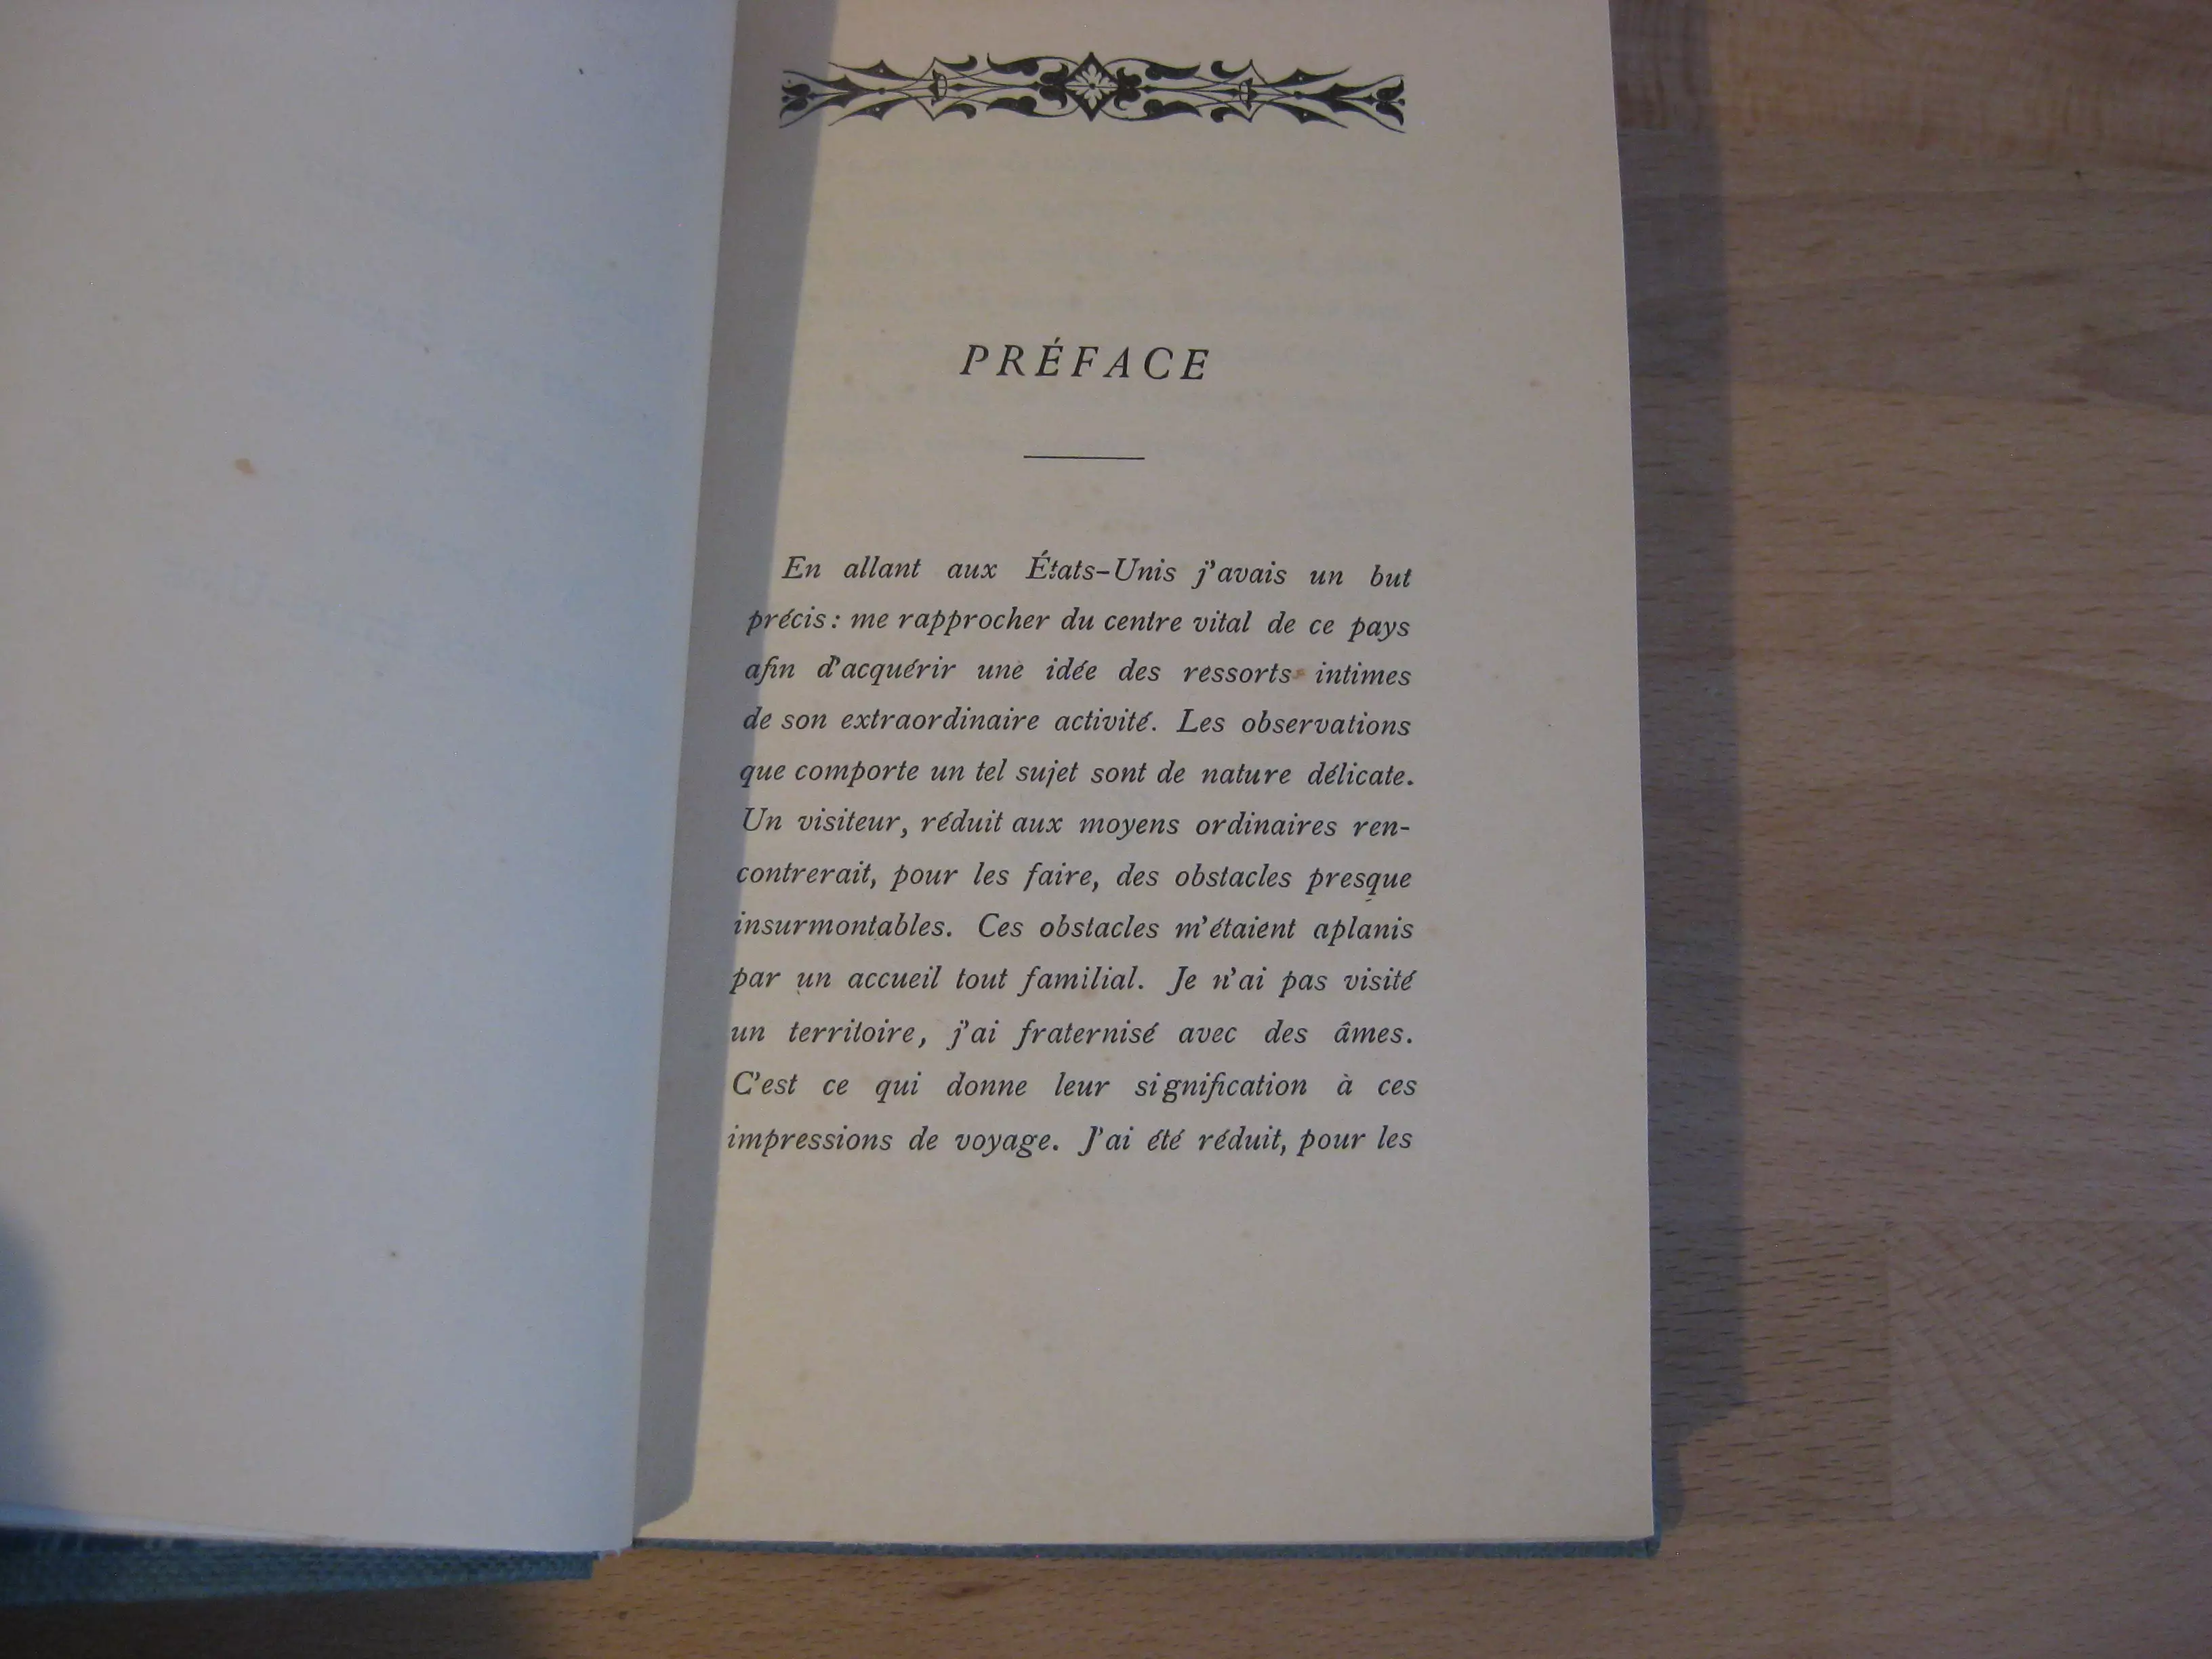 PRÉFACE
En allant aux États-Unis j'avais un but
précis: me rapprocher du centre vital de ce pays
afin d'acquérir une idée des ressorts intimes
de son extraordinaire activité. Les observations
que comporte un tel sujet sont de nature délicate.
Un visiteur, réduit aux moyens ordinaires ren-
contrerait, pour les faire, des obstacles presque
insurmontables. Ces obstacles m'étaient aplanis
par un accueil tout familial. Je n'ai pas visité
un territoire, j'ai fraternisé avec des âmes.
C'est ce qui donne leur signification à ces
impressions de voyage. J'ai été réduit, pour les